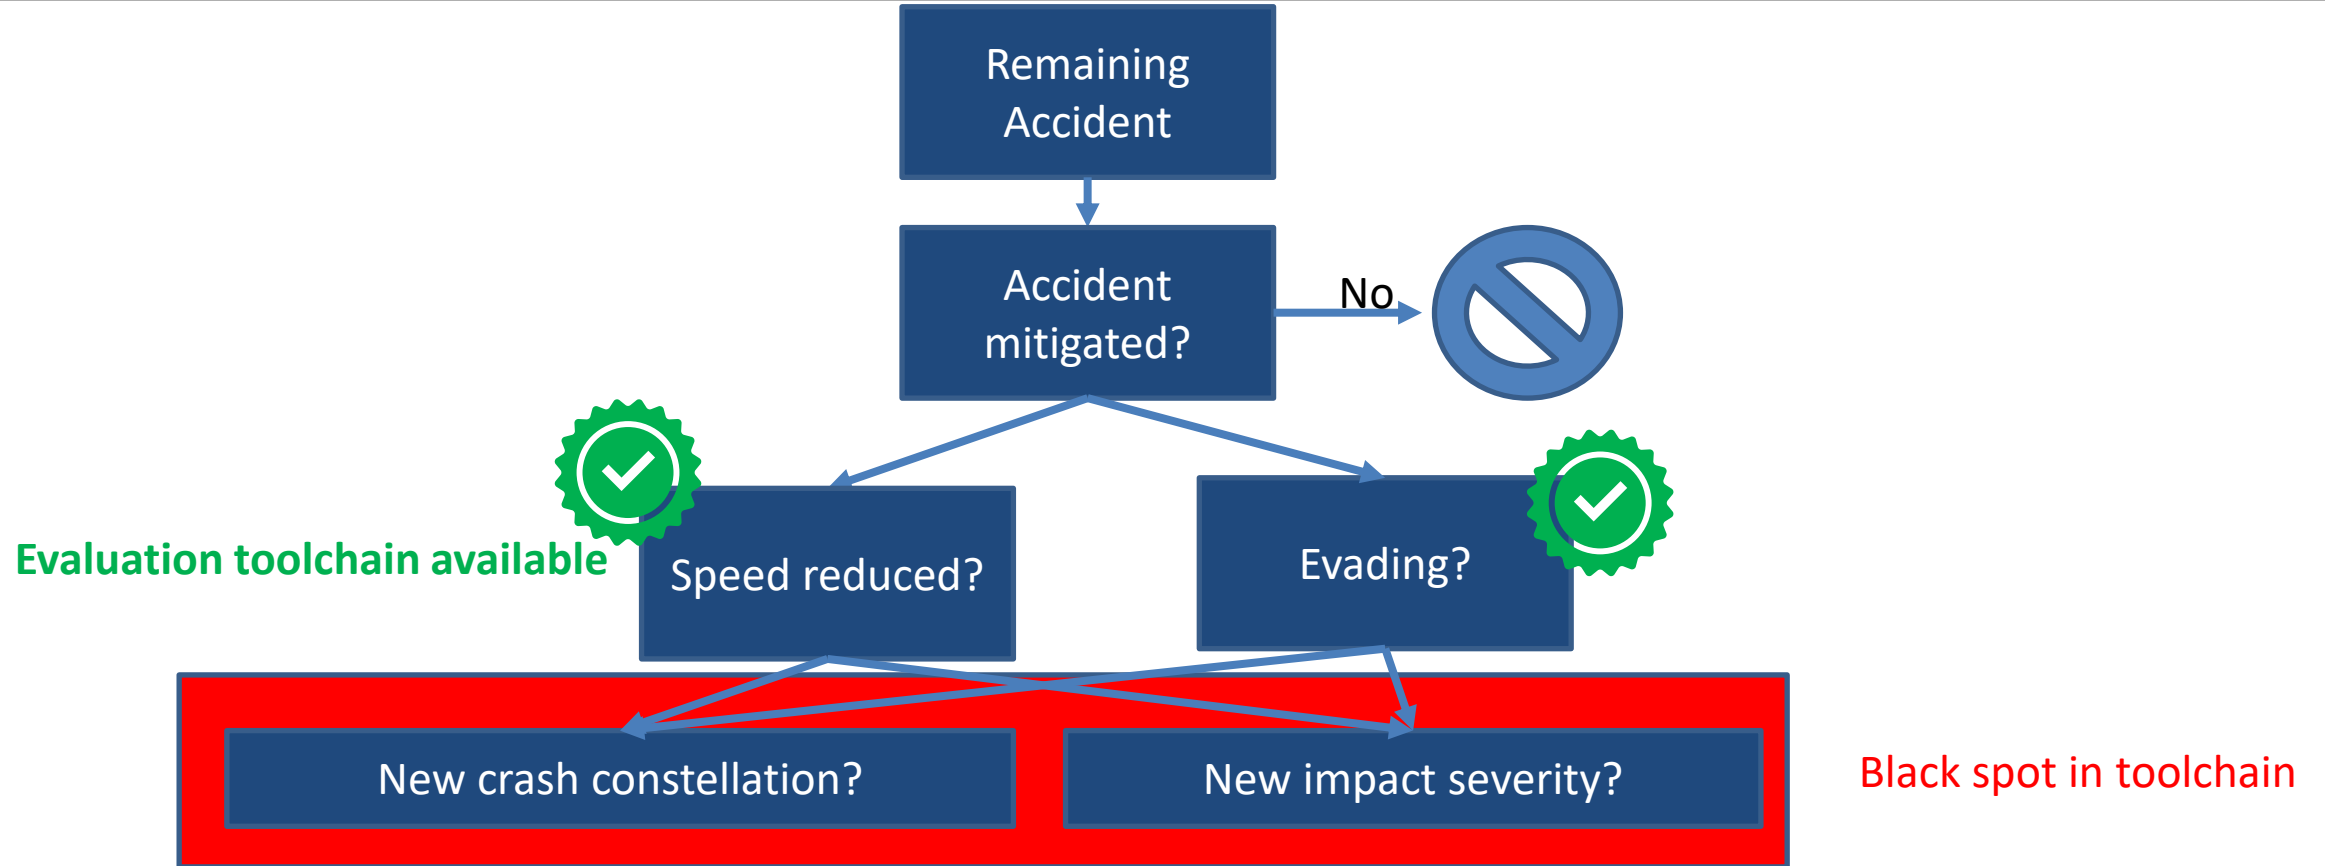 Remaining
Accident
Accident
mitigated?
No
Evaluation toolchain available
Speed reduced?
Evading?
New crash constellation?
New impact severity?
Black spot in toolchain